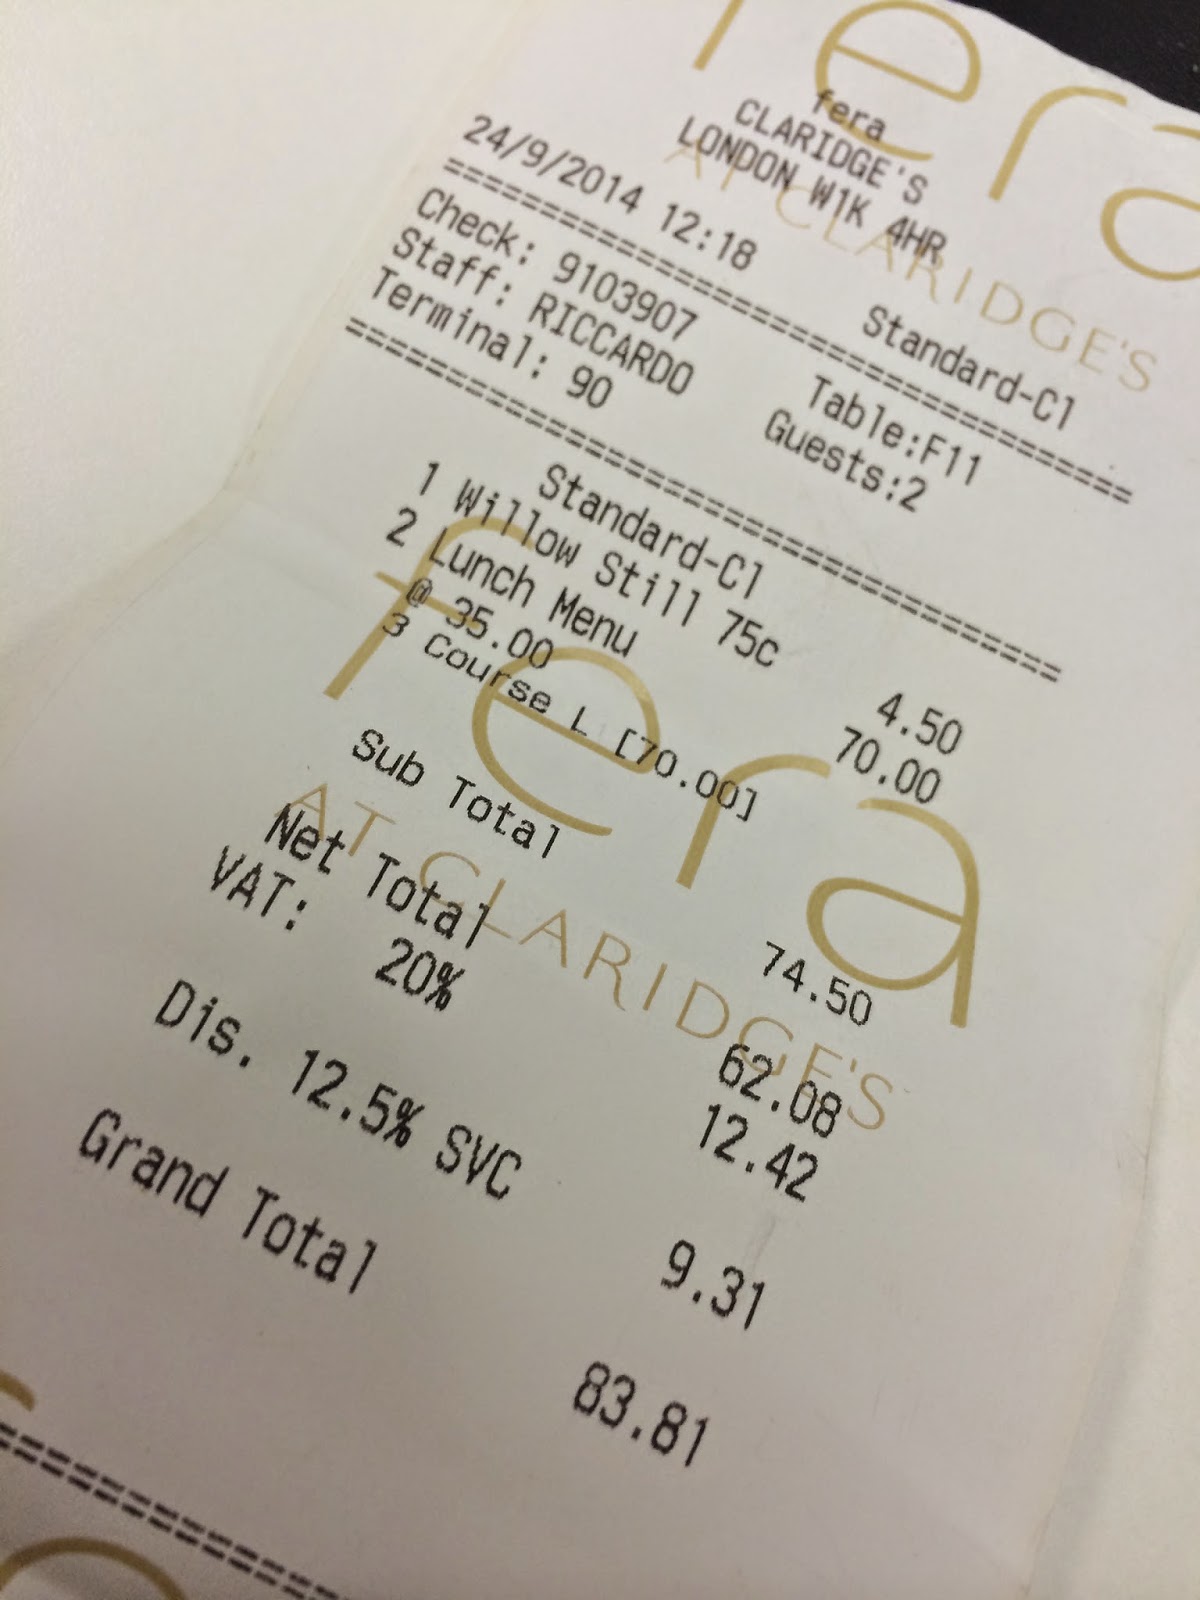 fera
fera
CLARIDGE'S
LONDON W1K 4HR
AT CLARIDGE'S
24/9/2014 12:18 Standard-Cl
===============================
Check: 9103907 Table:F11
Staff: RICCARDO Guests:2
Terminal: 90
===============================
Standard-Cl
1 Willow Still 75c 4.50
2 Lunch Menu 70.00
@ 35.00
3 Course L [70.00]
fera
AT CLARIDGE'S
Sub Total 74.50
Net Total 62.08
VAT: 20% 12.42
Dis. 12.5% SVC 9.31
Grand Total 83.81